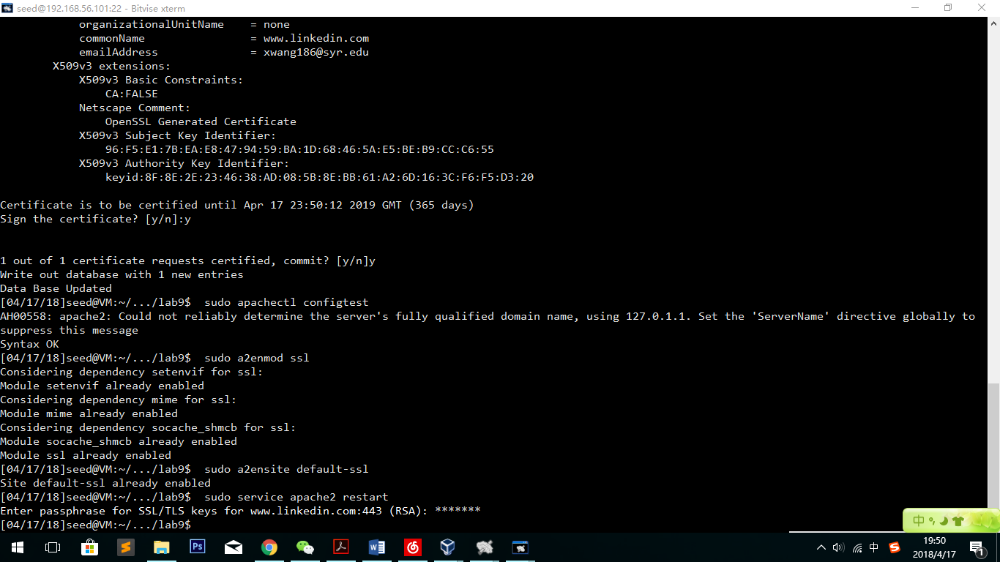 seed@192.168.56.101:22 - Bitvise xterm
organizationalUnitName    = none
commonName                = www.linkedin.com
emailAddress              = xwang186@syr.edu
X509v3 extensions:
X509v3 Basic Constraints:
CA:FALSE
Netscape Comment:
OpenSSL Generated Certificate
X509v3 Subject Key Identifier:
96:F5:E1:7B:EA:E8:47:94:59:BA:1D:68:46:5A:E5:BE:B9:CC:C6:55
X509v3 Authority Key Identifier:
keyid:8F:8E:2E:23:46:38:AD:08:5B:8E:BB:61:A2:6D:16:3C:F6:F5:D3:20
Certificate is to be certified until Apr 17 23:50:12 2019 GMT (365 days)
Sign the certificate? [y/n]:y
1 out of 1 certificate requests certified, commit? [y/n]y
Write out database with 1 new entries
Data Base Updated
[04/17/18]seed@VM:~/.../lab9$  sudo apachectl configtest
AH00558: apache2: Could not reliably determine the server's fully qualified domain name, using 127.0.1.1. Set the 'ServerName' directive globally to
suppress this message
Syntax OK
[04/17/18]seed@VM:~/.../lab9$  sudo a2enmod ssl
Considering dependency setenvif for ssl:
Module setenvif already enabled
Considering dependency mime for ssl:
Module mime already enabled
Considering dependency socache_shmcb for ssl:
Module socache_shmcb already enabled
Module ssl already enabled
[04/17/18]seed@VM:~/.../lab9$  sudo a2ensite default-ssl
Site default-ssl already enabled
[04/17/18]seed@VM:~/.../lab9$  sudo service apache2 restart
Enter passphrase for SSL/TLS keys for www.linkedin.com:443 (RSA): *******
[04/17/18]seed@VM:~/.../lab9$
中
Ps
W
中
S
19:50
2018/4/17
1